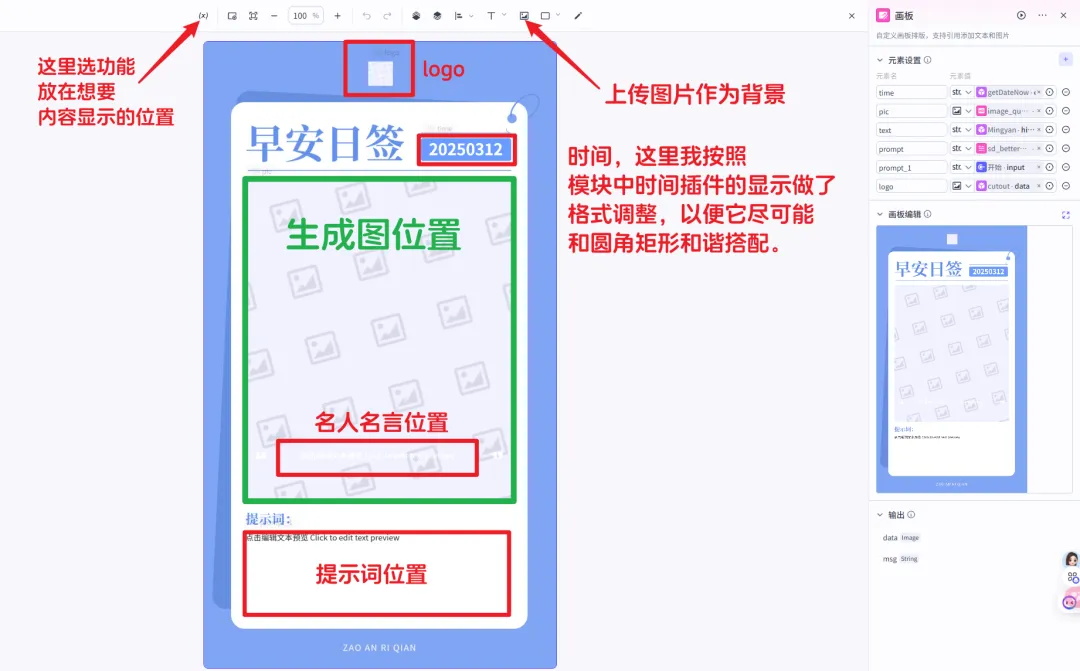 (x)
100 %
T
画板
自定义画板排版，支持引用添加文本和图片
这里选功能
放在想要
内容显示的位置
logo
上传图片作为背景
早安日签
20250312
时间，这里我按照
模块中时间插件的显示做了
格式调整，以便它尽可能
和圆角矩形和谐搭配。
生成图位置
名人名言位置
提示词：
点击编辑文本预览 Click to edit text preview
提示词位置
ZAO AN RI QIAN
元素设置
元素名 元素值
time str. getDateNow
pic image_qu···
text str. Mingyan · hi···
prompt str. sd_better···
prompt_1 str. 开始 · input
logo cutout · data
画板编辑
早安日签
20250312
提示词：
ZAO AN RI QIAN
输出
data Image
msg String